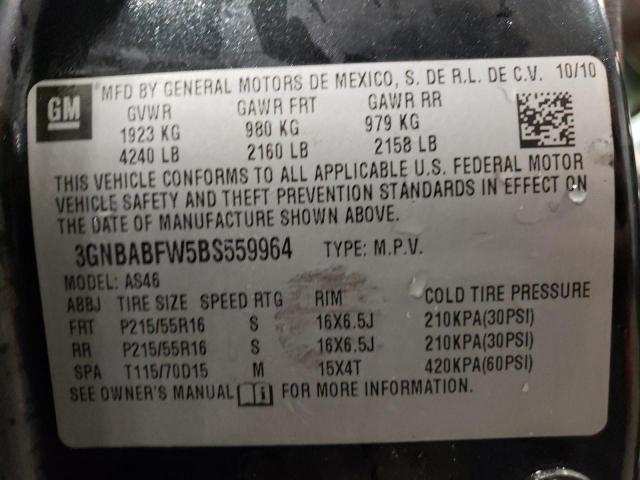 GM
MFD BY GENERAL MOTORS DE MEXICO, S. DE R.L. DE C.V. 10/10
GVWR GAWR FRT GAWR RR
1923 KG 980 KG 979 KG
4240 LB 2160 LB 2158 LB
THIS VEHICLE CONFORMS TO ALL APPLICABLE U.S. FEDERAL MOTOR
VEHICLE SAFETY AND THEFT PREVENTION STANDARDS IN EFFECT ON
THE DATE OF MANUFACTURE SHOWN ABOVE.
3GNBABFW5BS559964 TYPE: M.P.V.
MODEL: AS46
ABBJ TIRE SIZE SPEED RTG RIM COLD TIRE PRESSURE
FRT P215/55R16 S 16X6.5J 210KPA(30PSI)
RR P215/55R16 S 16X6.5J 210KPA(30PSI)
SPA T115/70D15 M 15X4T 420KPA(60PSI)
SEE OWNER'S MANUAL FOR MORE INFORMATION.